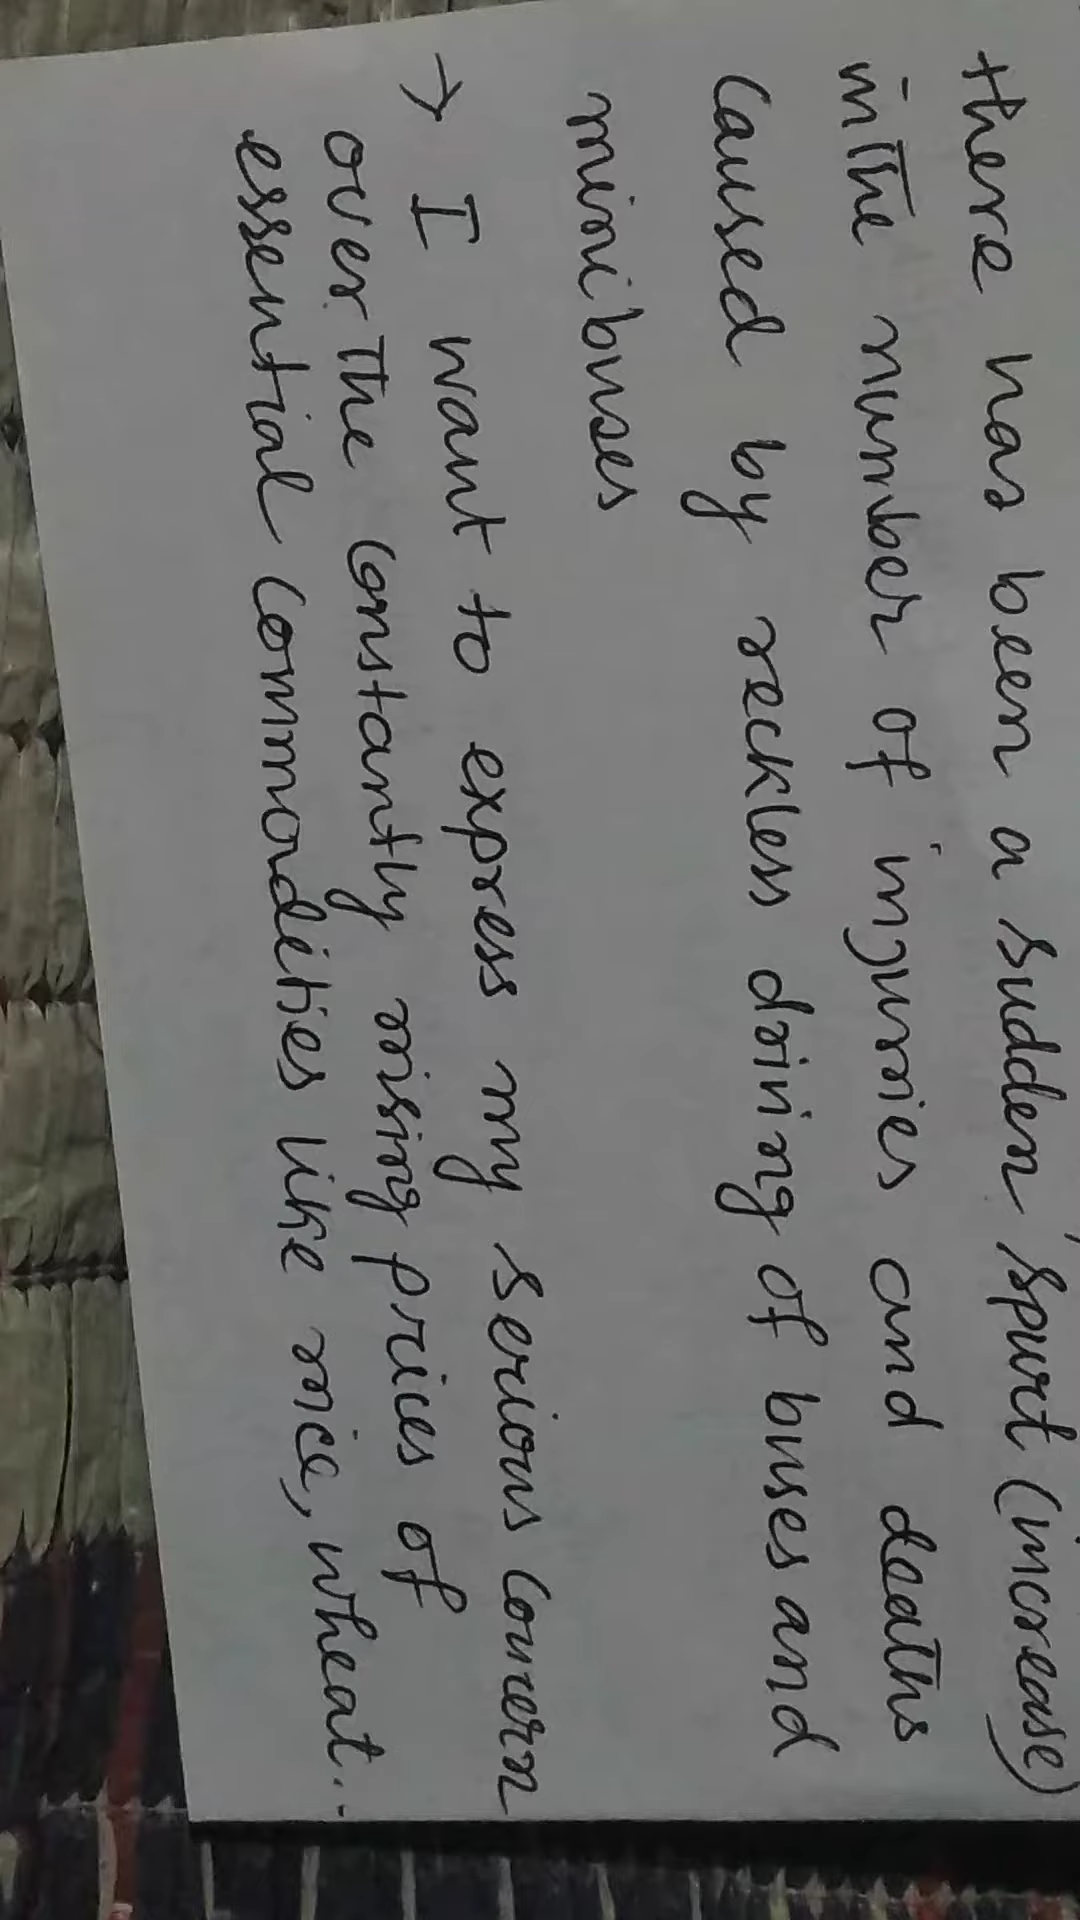 there has been a sudden spurt (increase)
in the number of injuries and deaths
caused by reckless driving of buses and
minibuses
→ I want to express my serious concern
over the constantly rising prices of
essential commodities like rice, wheat...